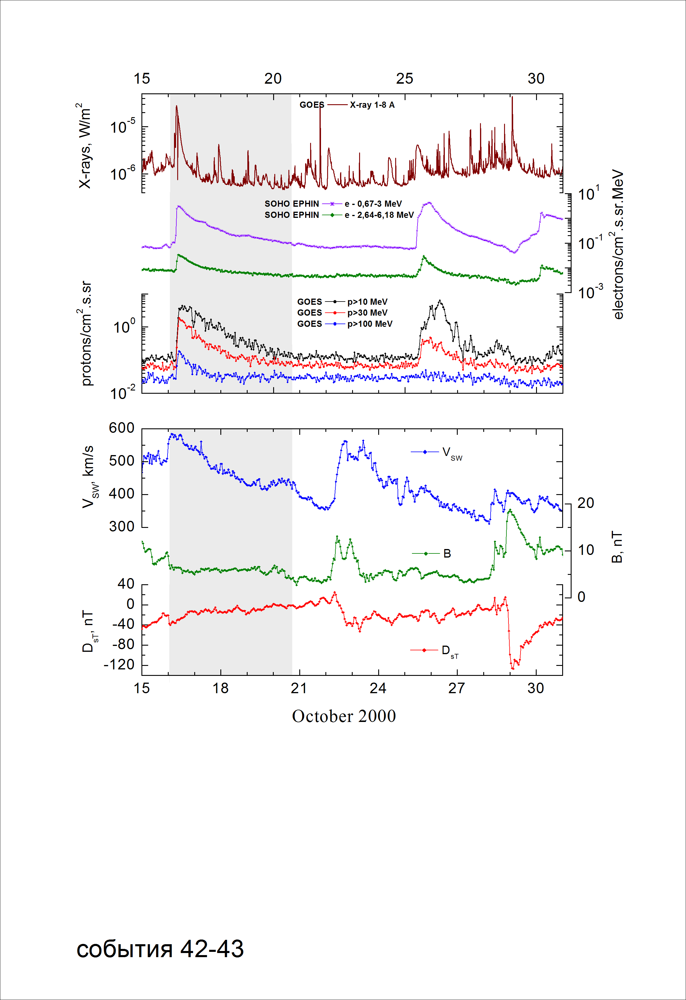 15 20 25 30
GOES X-ray 1-8 A
X-rays, W/m2
10-5
10-6
SOHO EPHIN e - 0,67-3 MeV
SOHO EPHIN e - 2,64-6,18 MeV
101
10-1
10-3
electrons/cm2.s.sr.MeV
GOES p>10 MeV
GOES p>30 MeV
GOES p>100 MeV
protons/cm2.s.sr
100
10-2
600
500
400
300
VSW, km/s
VSW
20
10
0
B, nT
B
40
0
-40
-80
-120
DsT, nT
DsT
15 18 21 24 27 30
October 2000
события 42-43